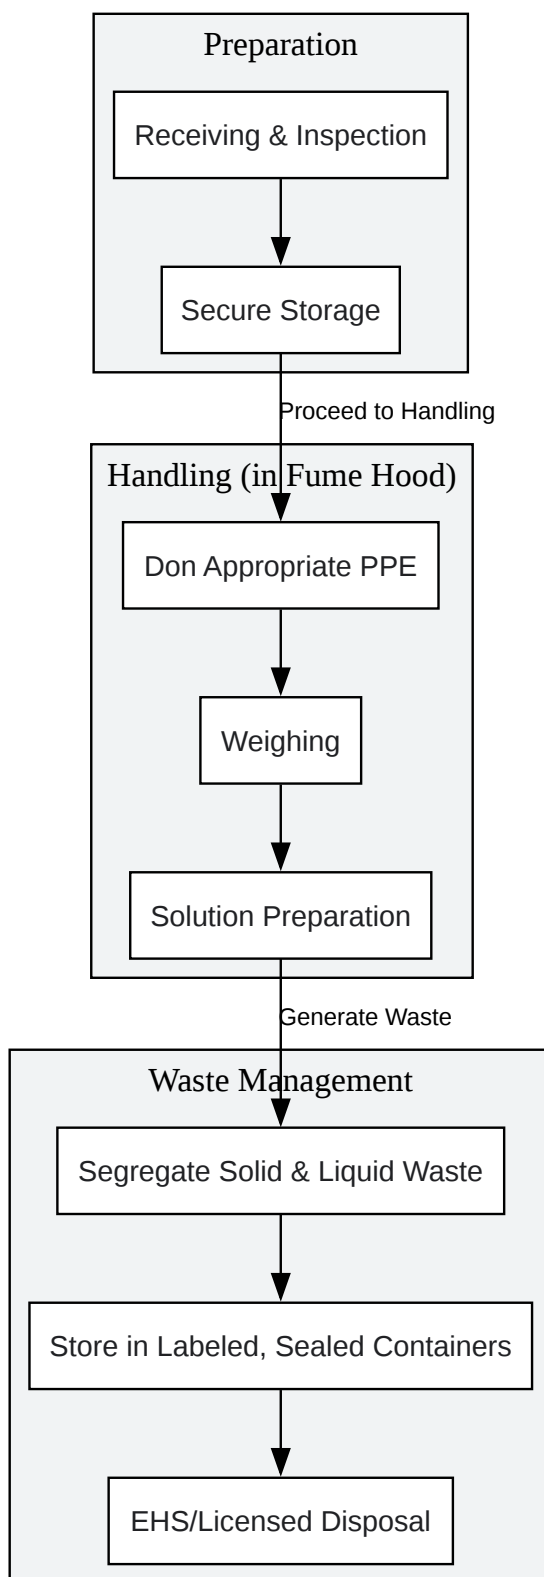 Preparation
Receiving & Inspection
Secure Storage
Proceed to Handling
Handling (in Fume Hood)
Don Appropriate PPE
Weighing
Solution Preparation
Generate Waste
Waste Management
Segregate Solid & Liquid Waste
Store in Labeled, Sealed Containers
EHS/Licensed Disposal